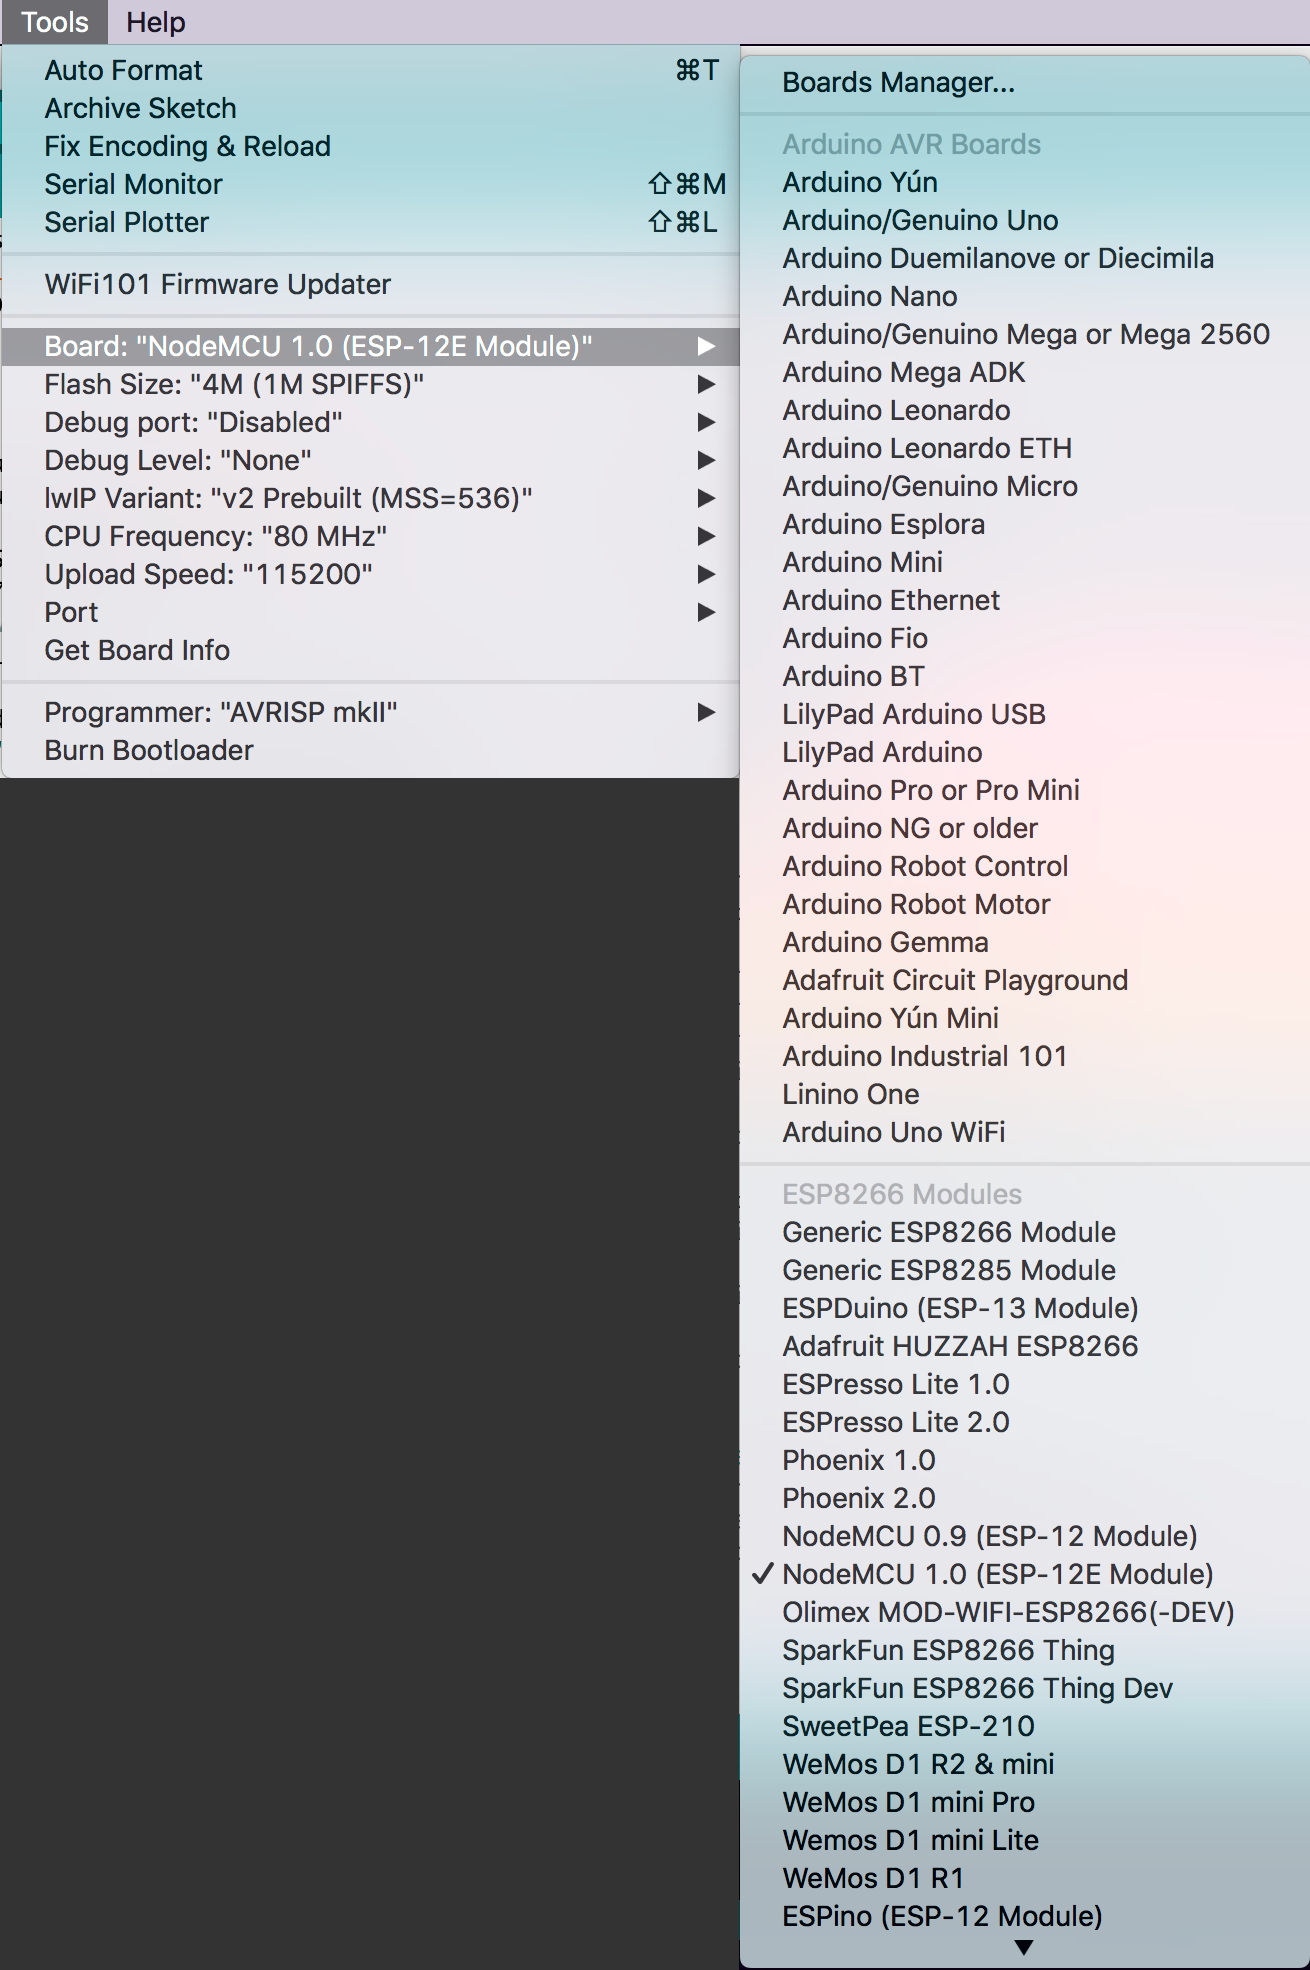 Tools Help
Auto Format ⌘T
Archive Sketch
Fix Encoding & Reload
Serial Monitor ⇧⌘M
Serial Plotter ⇧⌘L
WiFi101 Firmware Updater
Board: "NodeMCU 1.0 (ESP-12E Module)" ▶
Flash Size: "4M (1M SPIFFS)" ▶
Debug port: "Disabled" ▶
Debug Level: "None" ▶
lwIP Variant: "v2 Prebuilt (MSS=536)" ▶
CPU Frequency: "80 MHz" ▶
Upload Speed: "115200" ▶
Port ▶
Get Board Info
Programmer: "AVRISP mkII" ▶
Burn Bootloader
Boards Manager...
Arduino AVR Boards
Arduino Yún
Arduino/Genuino Uno
Arduino Duemilanove or Diecimila
Arduino Nano
Arduino/Genuino Mega or Mega 2560
Arduino Mega ADK
Arduino Leonardo
Arduino Leonardo ETH
Arduino/Genuino Micro
Arduino Esplora
Arduino Mini
Arduino Ethernet
Arduino Fio
Arduino BT
LilyPad Arduino USB
LilyPad Arduino
Arduino Pro or Pro Mini
Arduino NG or older
Arduino Robot Control
Arduino Robot Motor
Arduino Gemma
Adafruit Circuit Playground
Arduino Yún Mini
Arduino Industrial 101
Linino One
Arduino Uno WiFi
ESP8266 Modules
Generic ESP8266 Module
Generic ESP8285 Module
ESPDuino (ESP-13 Module)
Adafruit HUZZAH ESP8266
ESPresso Lite 1.0
ESPresso Lite 2.0
Phoenix 1.0
Phoenix 2.0
NodeMCU 0.9 (ESP-12 Module)
✓ NodeMCU 1.0 (ESP-12E Module)
Olimex MOD-WIFI-ESP8266(-DEV)
SparkFun ESP8266 Thing
SparkFun ESP8266 Thing Dev
SweetPea ESP-210
WeMos D1 R2 & mini
WeMos D1 mini Pro
Wemos D1 mini Lite
WeMos D1 R1
ESPino (ESP-12 Module)
▼